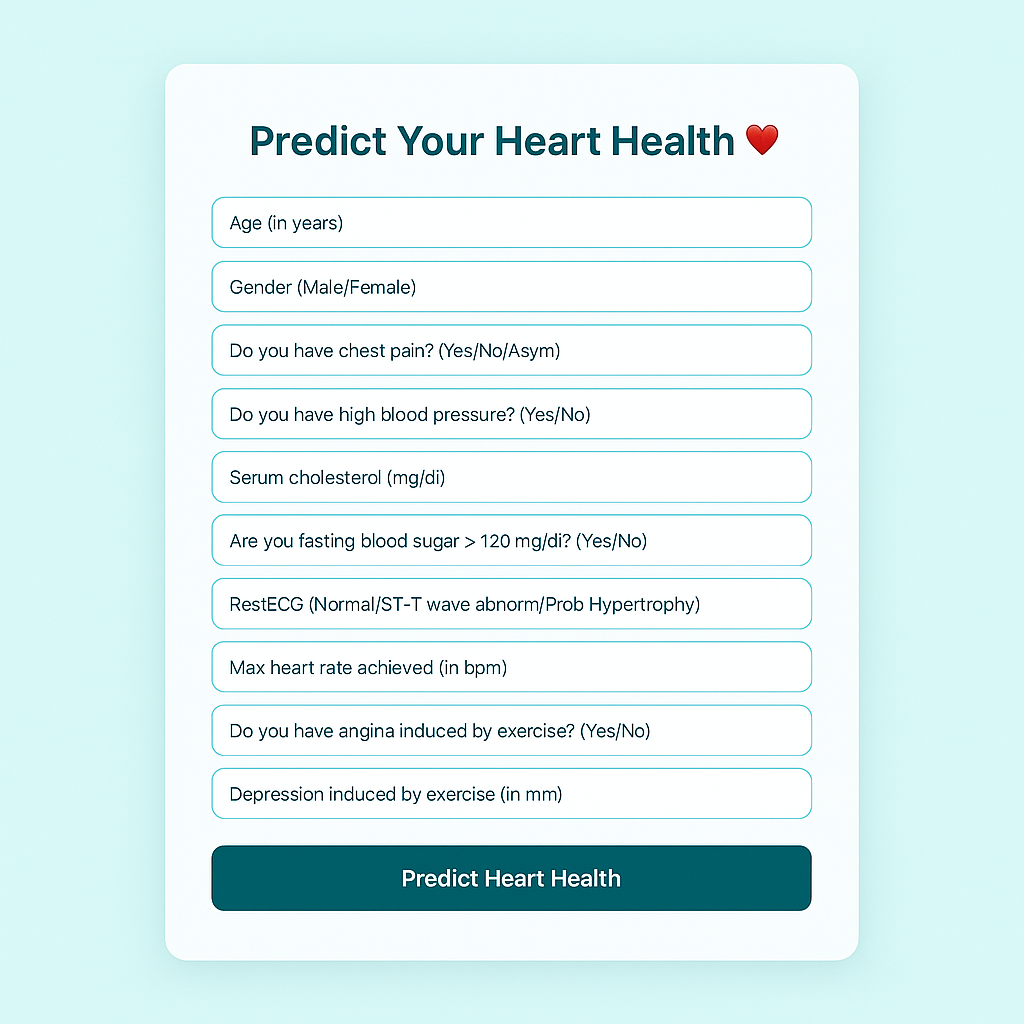 Predict Your Heart Health ❤️
Age (in years)
Gender (Male/Female)
Do you have chest pain? (Yes/No/Asym)
Do you have high blood pressure? (Yes/No)
Serum cholesterol (mg/di)
Are you fasting blood sugar > 120 mg/di? (Yes/No)
RestECG (Normal/ST-T wave abnorm/Prob Hypertrophy)
Max heart rate achieved (in bpm)
Do you have angina induced by exercise? (Yes/No)
Depression induced by exercise (in mm)
Predict Heart Health